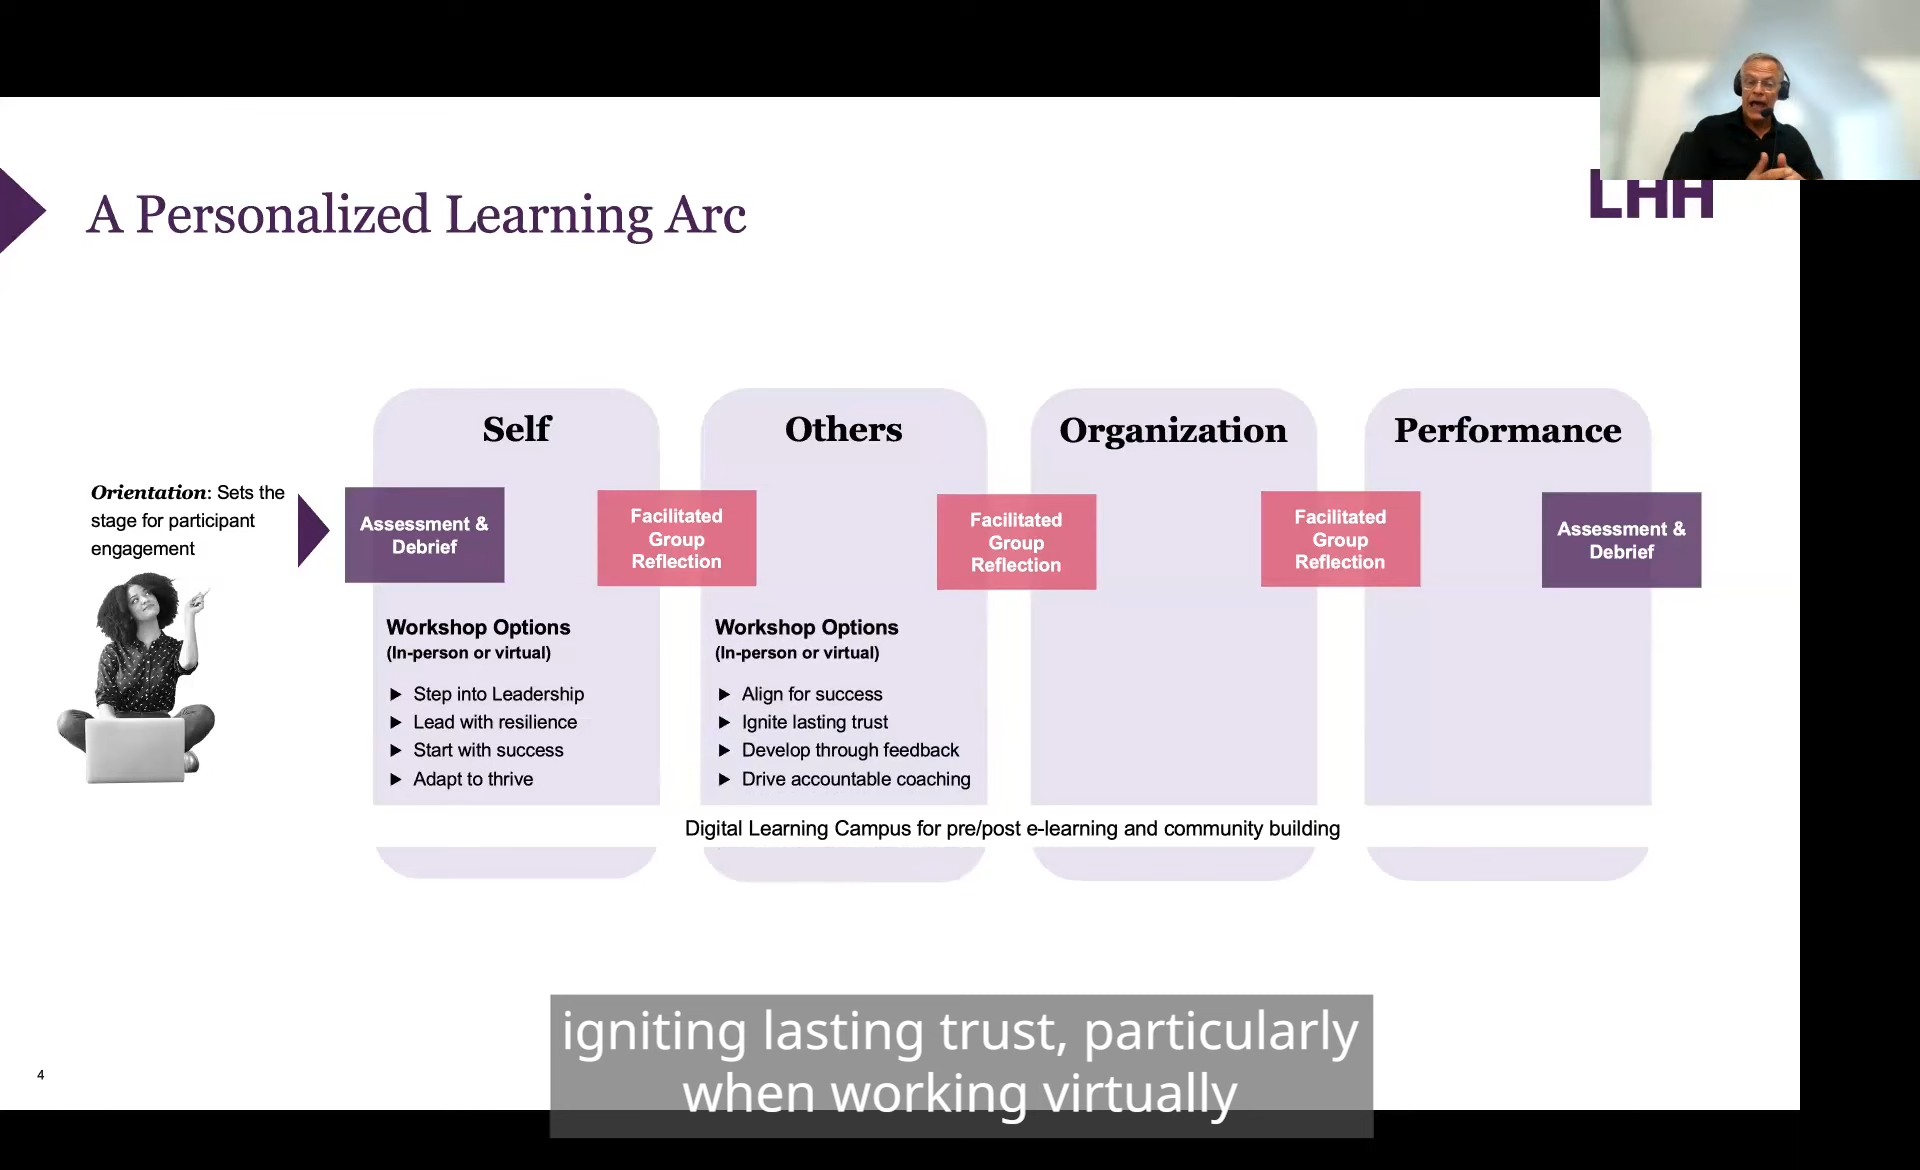 LHH
A Personalized Learning Arc
Self
Others
Organization
Performance
Orientation: Sets the
stage for participant
engagement
Assessment &
Debrief
Facilitated
Group
Reflection
Facilitated
Group
Reflection
Facilitated
Group
Reflection
Assessment &
Debrief
Workshop Options
(In-person or virtual)
▶ Step into Leadership
▶ Lead with resilience
▶ Start with success
▶ Adapt to thrive
Workshop Options
(In-person or virtual)
▶ Align for success
▶ Ignite lasting trust
▶ Develop through feedback
▶ Drive accountable coaching
Digital Learning Campus for pre/post e-learning and community building
igniting lasting trust, particularly
when working virtually
4